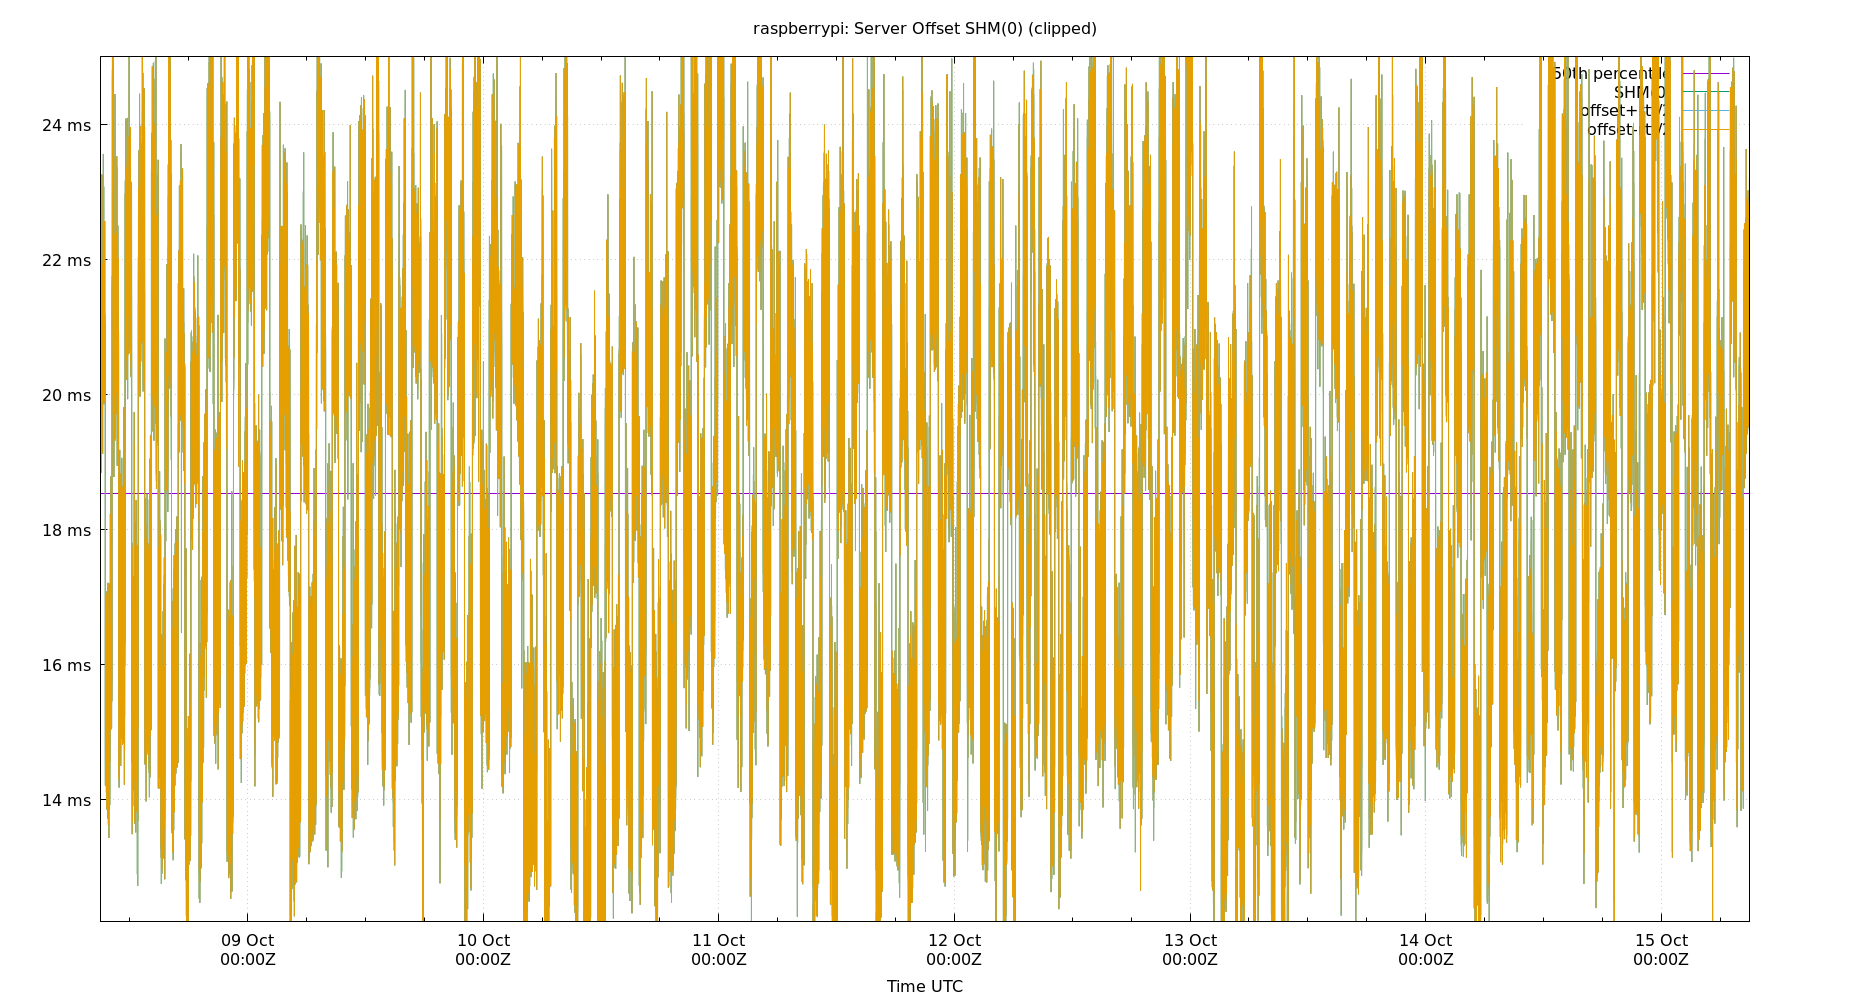 raspberrypi: Server Offset SHM(0) (clipped)
50th percentile
SHM(0)
24 ms
22 ms
20 ms
18 ms
16 ms
14 ms
09 Oct
00:00Z
10 Oct
00:00Z
11 Oct
00:00Z
12 Oct
00:00Z
13 Oct
00:00Z
14 Oct
00:00Z
15 Oct
00:00Z
Time UTC